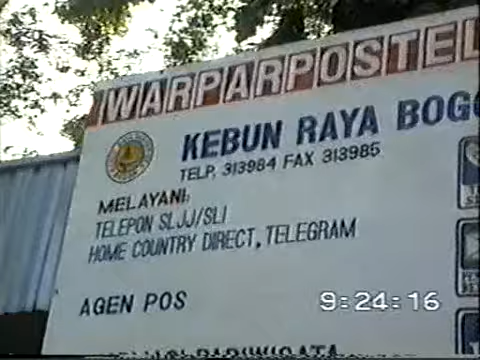 WARPARPOSTEL
KEBUN RAYA BOGO
TELP. 313984 FAX 313985
MELAYANI:
TELEPON SLJJ/SLI
HOME COUNTRY DIRECT, TELEGRAM
AGEN POS
9:24:16